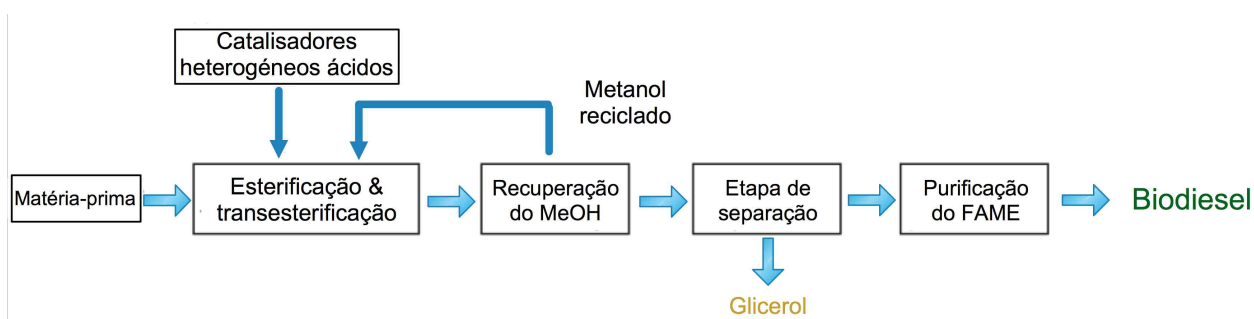 Catalisadores
heterogéneos ácidos
Metanol
reciclado
Matéria-prima
Esterificação &
transesterificação
Recuperação
do MeOH
Etapa de
separação
Purificação
do FAME
Biodiesel
Glicerol